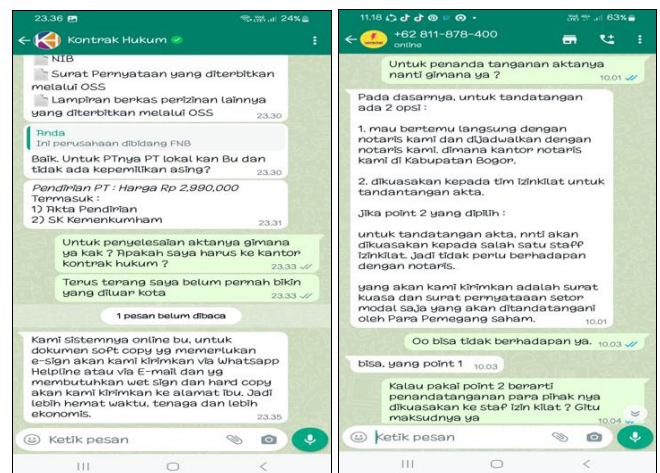 23.36
24%
Kontrak Hukum
NIB
Surat Pernyataan yang diterbitkan
melalui OSS
Lampiran berkas perizinan lainnya
yang diterbitkan melalui OSS
23.30
Anda
Ini perusahaan dibidang FNB
Baik. Untuk PTnya PT lokal kan Bu dan
tidak ada kepemilikan asing?
23.30
Pendirian PT : Harga Rp 2,990,000
Termasuk :
1) Akta Pendirian
2) SK Kemenkumham
23.31
Untuk penyelesaian aktanya gimana
ya kak ? Apakah saya harus ke kantor
kontrak hukum ?
23.33
Terus terang saya belum pernah bikin
yang diluar kota
23.33
1 pesan belum dibaca
Kami sistemnya online bu, untuk
dokumen soft copy yg memerlukan
e-sign akan kami kirimkan via Whatsapp
Helpline atau via E-mail dan yg
membutuhkan wet sign dan hard copy
akan kami kirimkan ke alamat ibu. Jadi
lebih hemat waktu, tenaga dan lebih
ekonomis.
23.35
Ketik pesan
11.18
63%
+62 811-878-400
online
Untuk penanda tanganan aktanya
nanti gimana ya ?
10.01
Pada dasarnya, untuk tandatangan
ada 2 opsi :
1. mau bertemu langsung dengan
notaris kami dan dijadwalkan dengan
notaris kami. dimana kantor notaris
kami di Kabupatan Bogor.
2. dikuasakan kepada tim izinkilat untuk
tandantangan akta.
jika point 2 yang dipilih :
untuk tandatangan akta, nnti akan
dikuasakan kepada salah satu staff
izinkilat. jadi tidak perlu berhadapan
dengan notaris.
yang akan kami kirimkan adalah surat
kuasa dan surat pernyataaan setor
modal saja yang akan ditandatangani
oleh Para Pemegang saham.
10.01
Oo bisa tidak berhadapan ya.
10.03
bisa, yang point 1
10.03
Kalau pakai point 2 berarti
penandatanganan para pihak nya
dikuasakan ke staf izin kilat ? Gitu
maksudnya ya
10.04
Ketik pesan